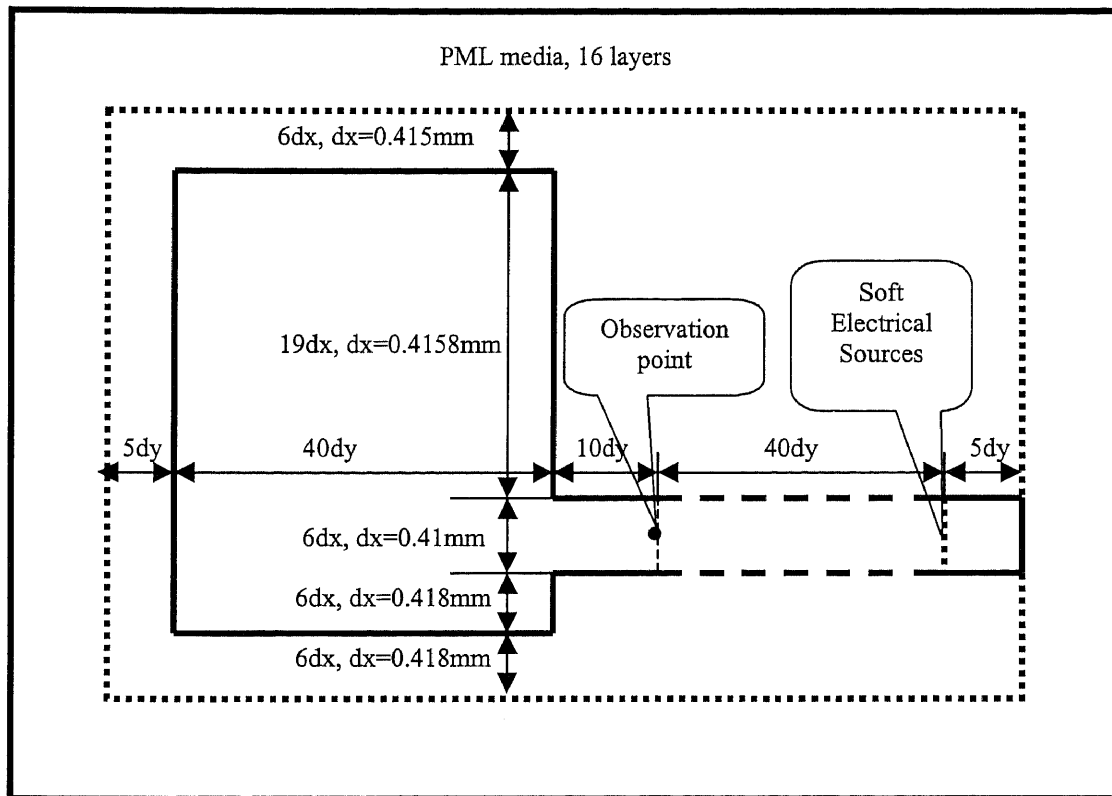 PML media, 16 layers
6dx, dx=0.415mm
19dx, dx=0.4158mm
Observation
point
Soft
Electrical
Sources
5dy
40dy
10dy
40dy
5dy
6dx, dx=0.41mm
6dx, dx=0.418mm
6dx, dx=0.418mm